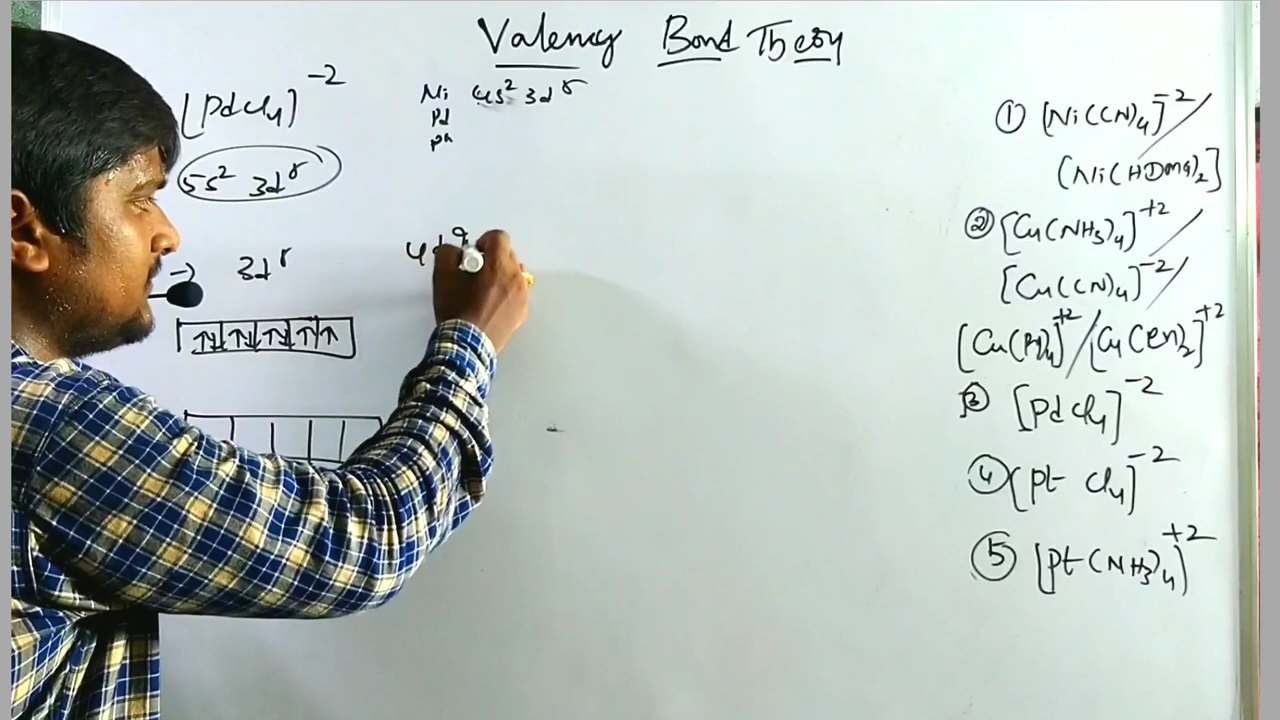 Valency Bond Theory
[PdCl4]-2
5s2 3d8
→ 3d8
↑↓ ↑↓ ↑↓ ↑ ↑
Ni 4s2 3d8
Pd
4d
① [Ni(CN)4]-2 /
[Ni(HDMG)2]
② [Cu(NH3)4]+2 /
[Cu(CN)4]-2 /
[Cu(Py)4]+2 / [Cu(en)2]+2
③ [PdCl4]-2
④ [Pt Cl4]-2
⑤ [Pt(NH3)4]+2